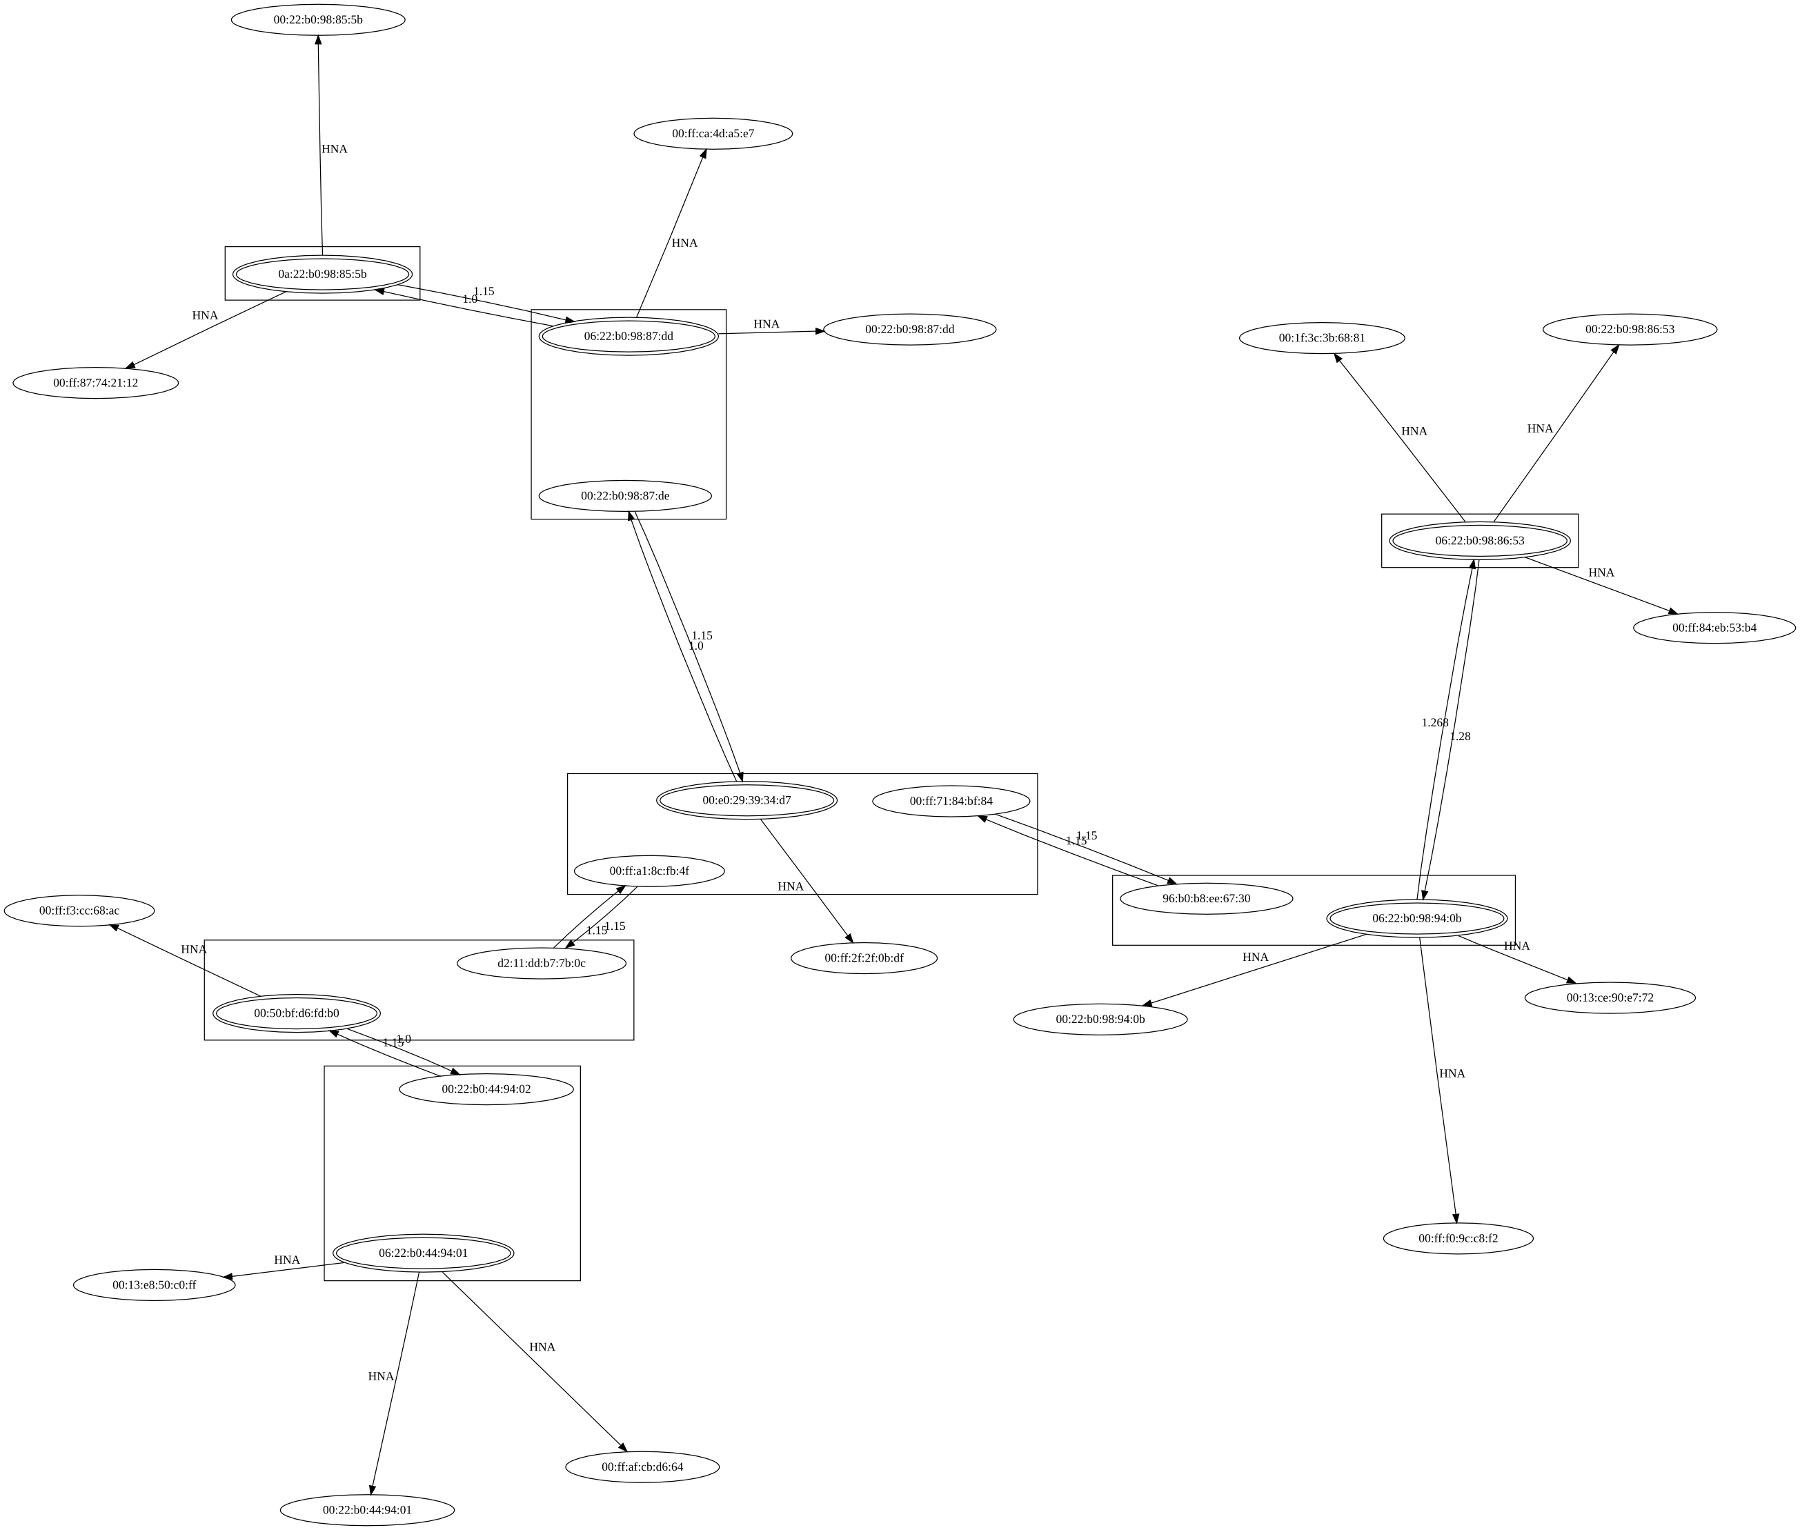 00:22:b0:98:85:5b
00:ff:ca:4d:a5:e7
HNA
HNA
0a:22:b0:98:85:5b
1.15
1.0
HNA
HNA
06:22:b0:98:87:dd
00:22:b0:98:87:dd
00:1f:3c:3b:68:81
00:22:b0:98:86:53
00:ff:87:74:21:12
HNA
HNA
00:22:b0:98:87:de
06:22:b0:98:86:53
HNA
00:ff:84:eb:53:b4
1.15
1.0
1.268
1.28
00:e0:29:39:34:d7
00:ff:71:84:bf:84
1.15
1.15
00:ff:a1:8c:fb:4f
HNA
96:b0:b8:ee:67:30
00:ff:f3:cc:68:ac
06:22:b0:98:94:0b
1.15
1.15
HNA
HNA
HNA
d2:11:dd:b7:7b:0c
00:ff:2f:2f:0b:df
00:13:ce:90:e7:72
00:50:bf:d6:fd:b0
00:22:b0:98:94:0b
1.15
1.0
HNA
00:22:b0:44:94:02
00:ff:f0:9c:c8:f2
06:22:b0:44:94:01
HNA
00:13:e8:50:c0:ff
HNA
HNA
00:ff:af:cb:d6:64
00:22:b0:44:94:01